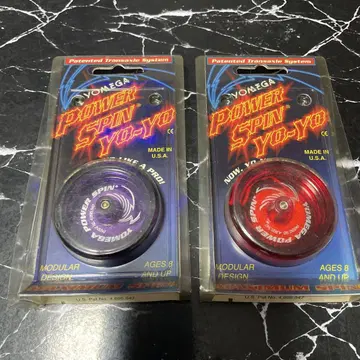 Patented Transaxle System
YOMEGA
POWER
SPIN
YO-YO
MADE IN
U.S.A.
LIKE A PRO!
POWER SPIN
YOMEGA
MODULAR
DESIGN
AGES 8
AND UP
Patented Transaxle System
YOMEGA
POWER
SPIN
YO-YO
MADE IN
U.S.A.
NOW, YO
YOMEGA POWER SPIN
MODULAR
DESIGN
AGES 8
AND UP